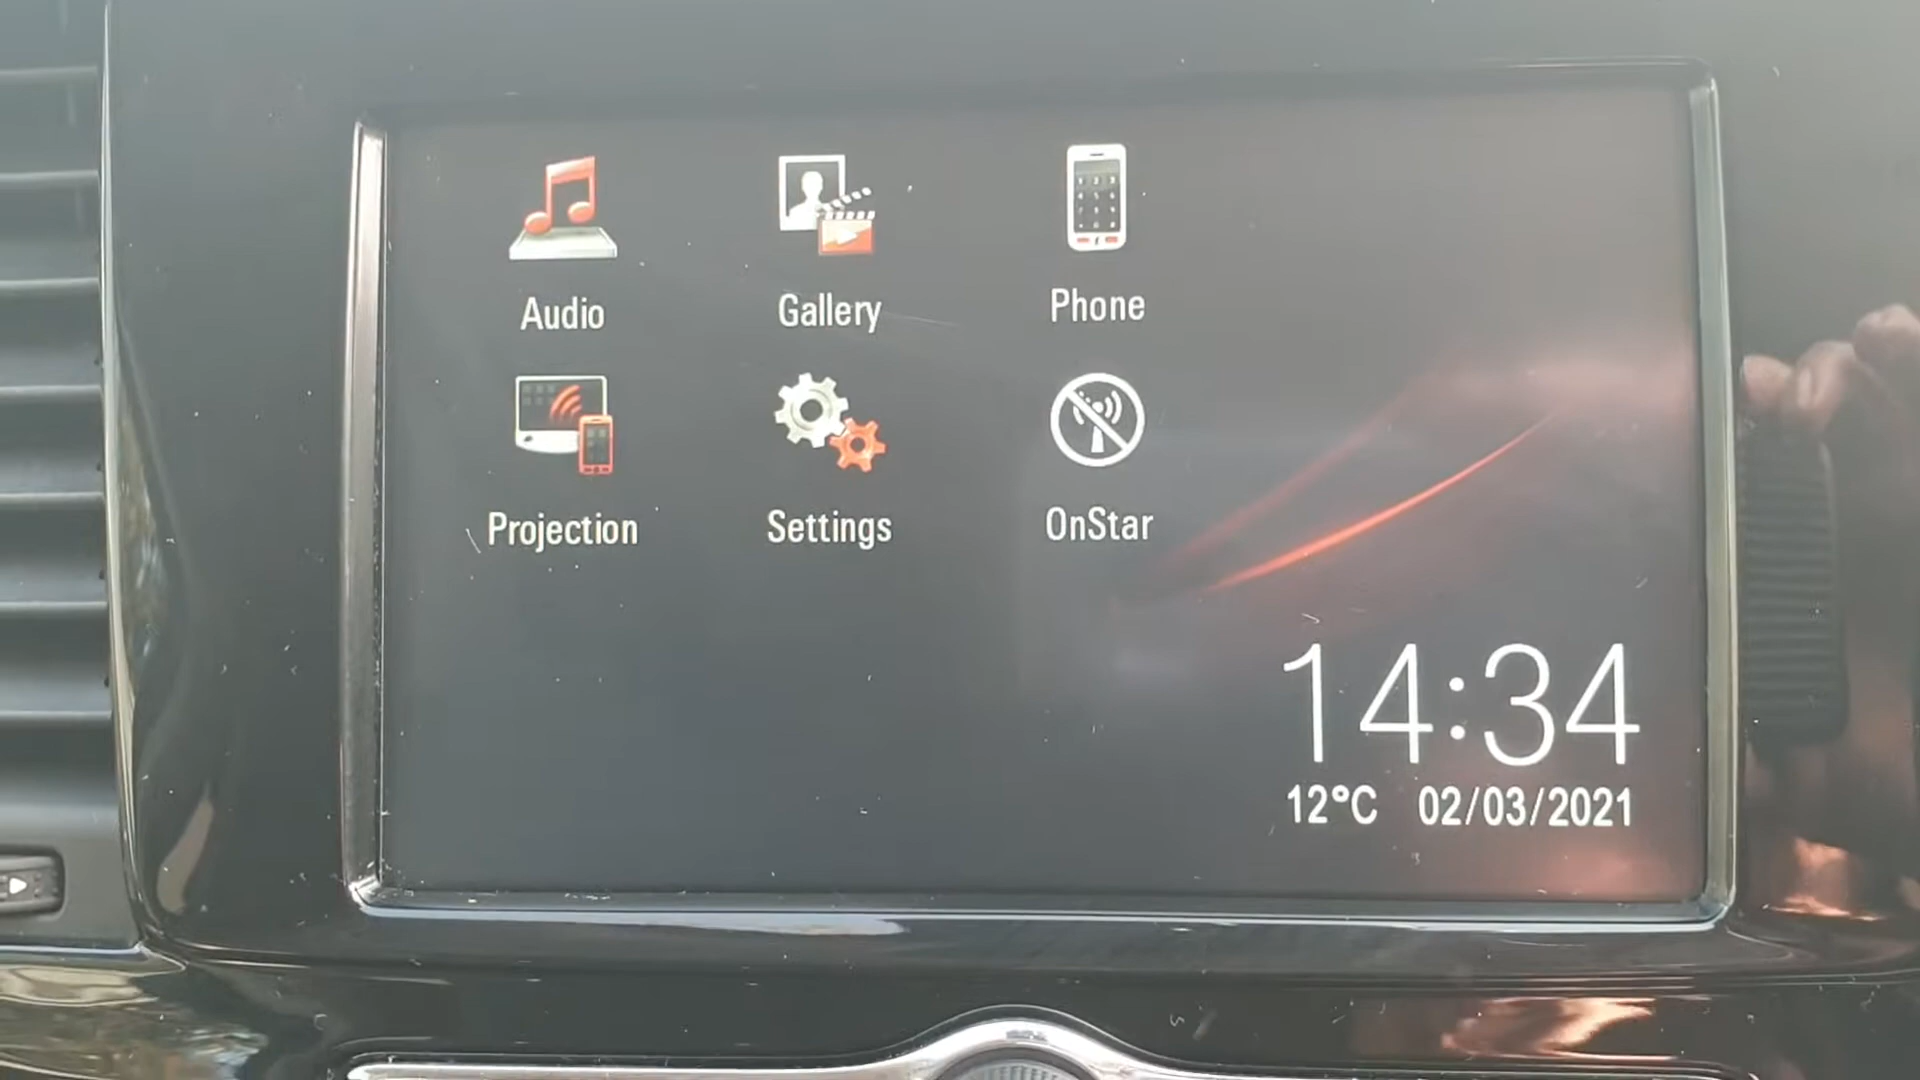 Audio
Gallery
Phone
Projection
Settings
OnStar
14:34
12°C 02/03/2021